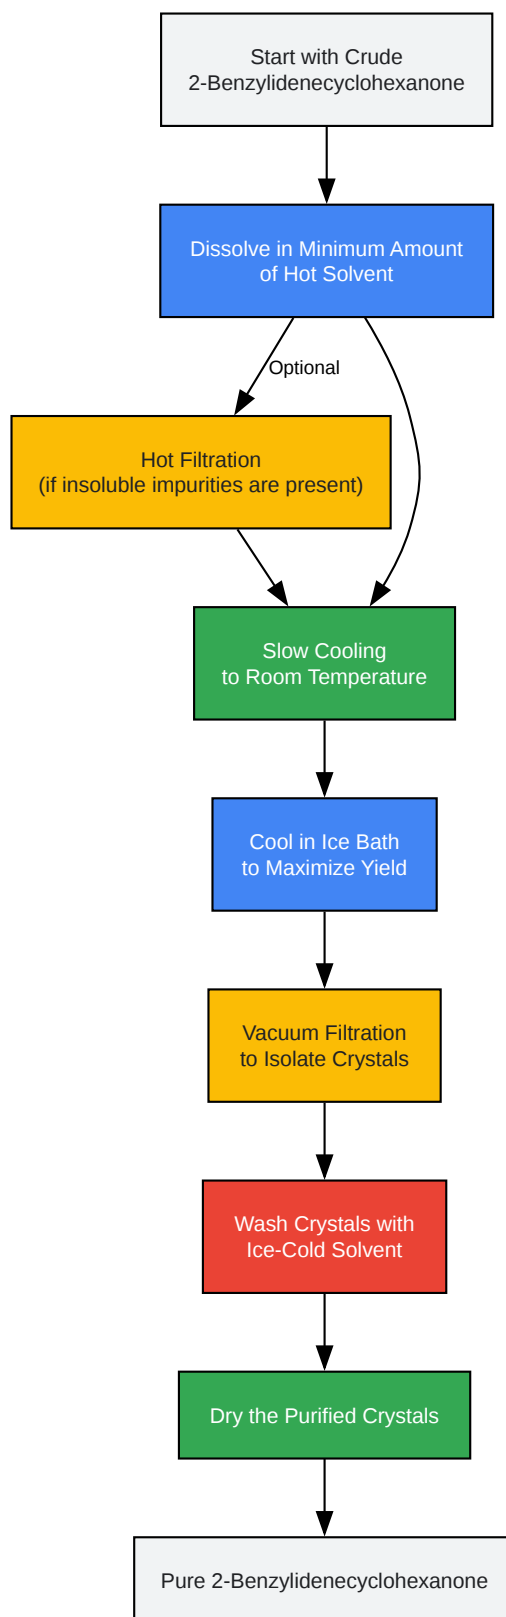 Start with Crude
2-Benzylidenecyclohexanone
Dissolve in Minimum Amount
of Hot Solvent
Optional
Hot Filtration
(if insoluble impurities are present)
Slow Cooling
to Room Temperature
Cool in Ice Bath
to Maximize Yield
Vacuum Filtration
to Isolate Crystals
Wash Crystals with
Ice-Cold Solvent
Dry the Purified Crystals
Pure 2-Benzylidenecyclohexanone